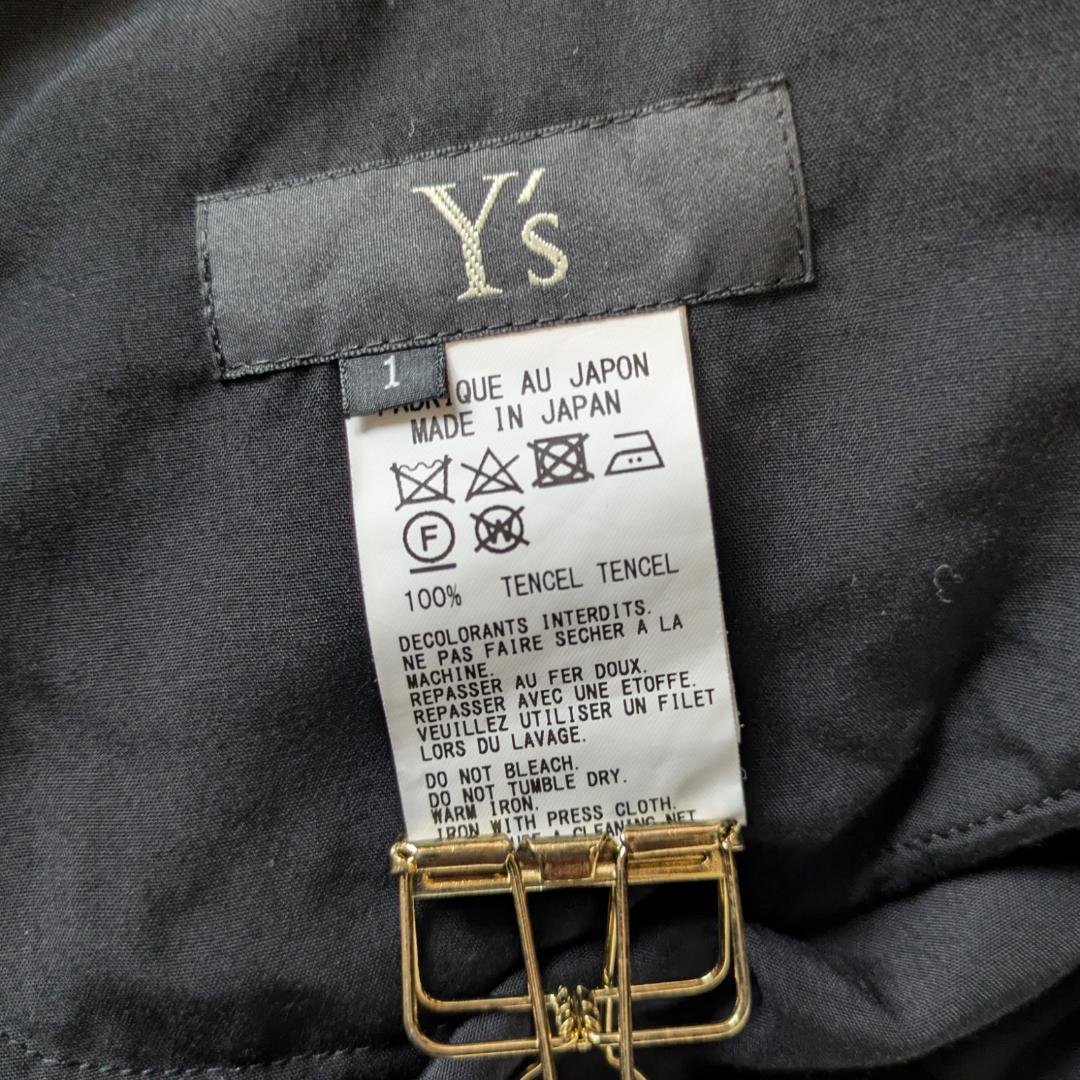 Y's
1
FABRIQUE AU JAPON
MADE IN JAPAN
F
W
100% TENCEL TENCEL
DECOLORANTS INTERDITS.
NE PAS FAIRE SECHER A LA
MACHINE.
REPASSER AU FER DOUX.
REPASSER AVEC UNE ETOFFE.
VEUILLEZ UTILISER UN FILET
LORS DU LAVAGE.
DO NOT BLEACH.
DO NOT TUMBLE DRY.
WARM IRON.
IRON WITH PRESS CLOTH.
A CLEANING NET